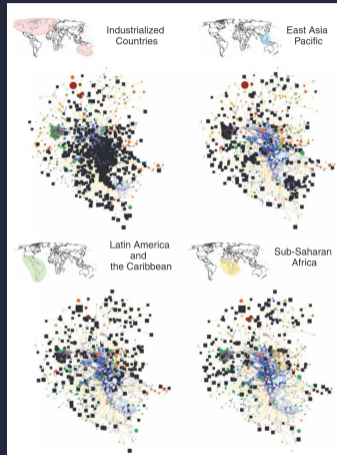 Industrialized
Countries
East Asia
Pacific
Latin America
and
the Caribbean
Sub-Saharan
Africa